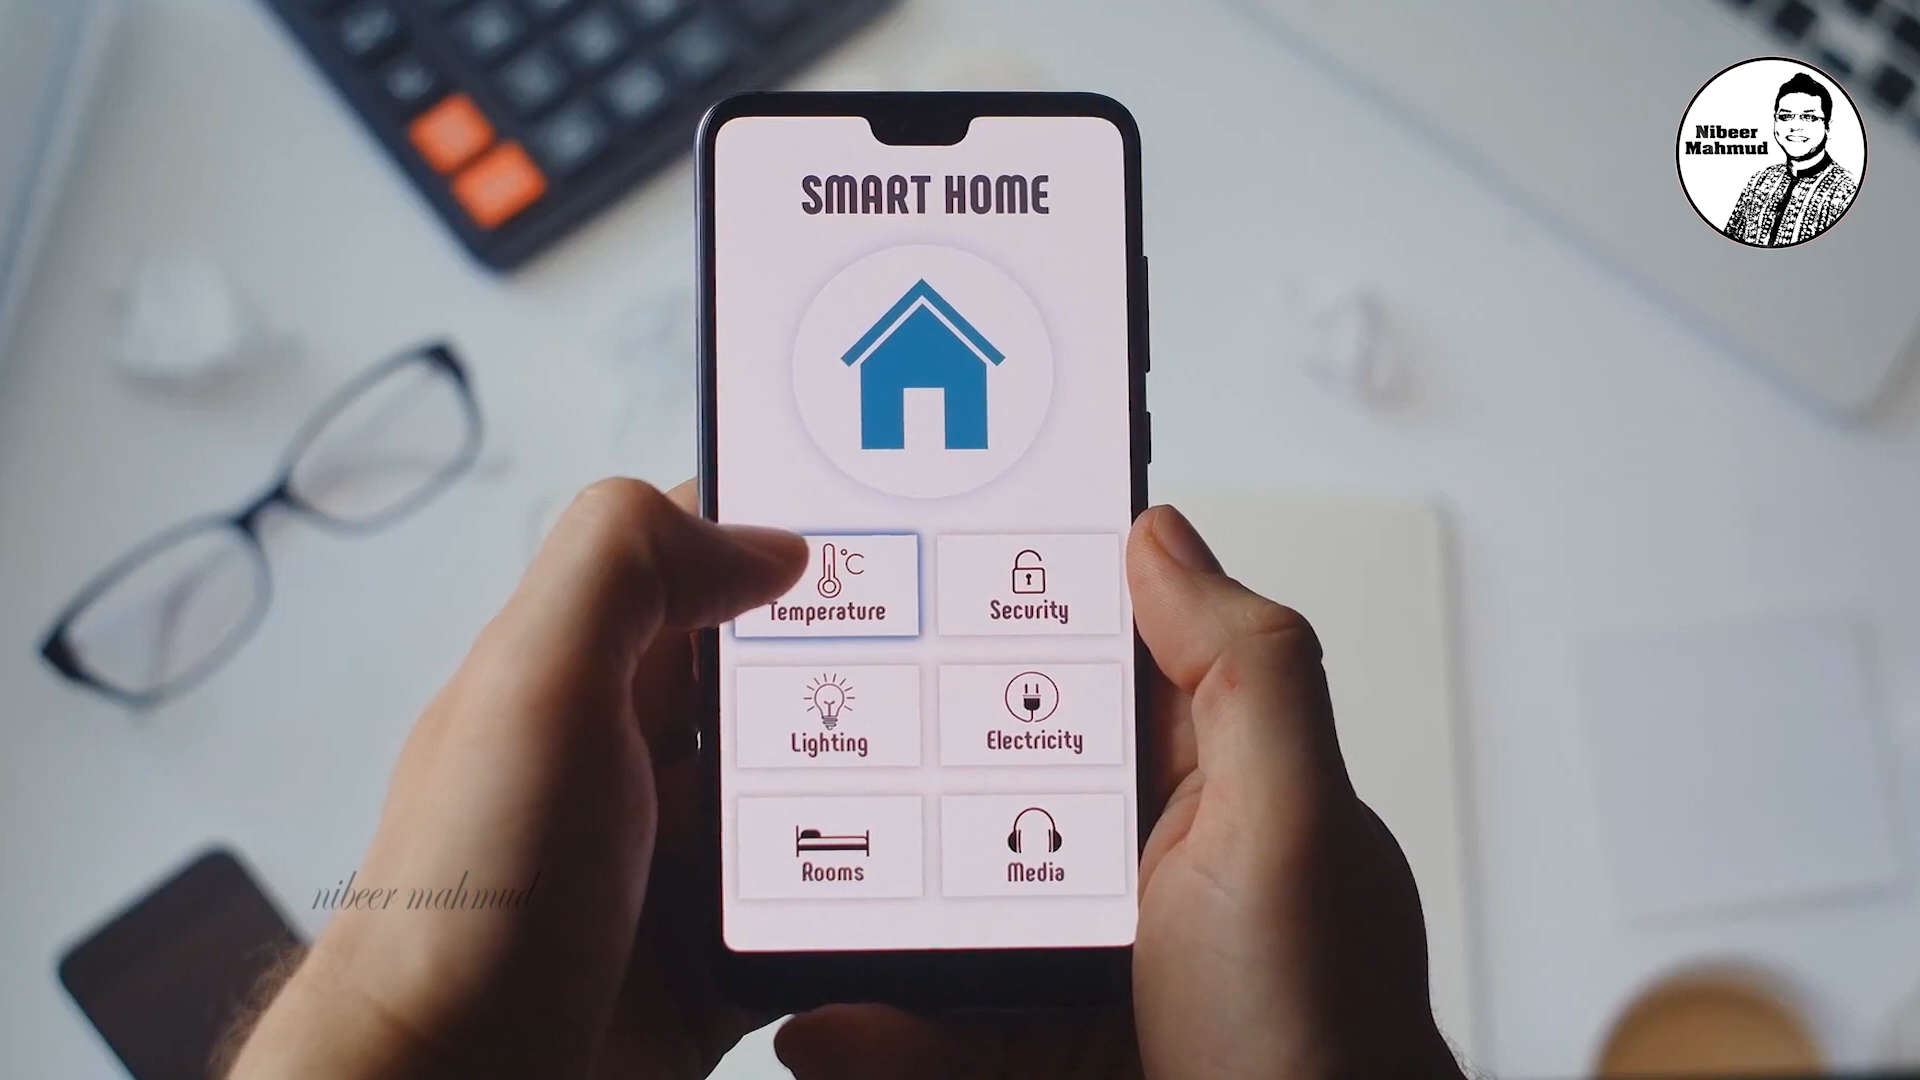 Nibeer
Mahmud
SMART HOME
°C
Temperature
Security
Lighting
Electricity
Rooms
Media
nibeer mahmud